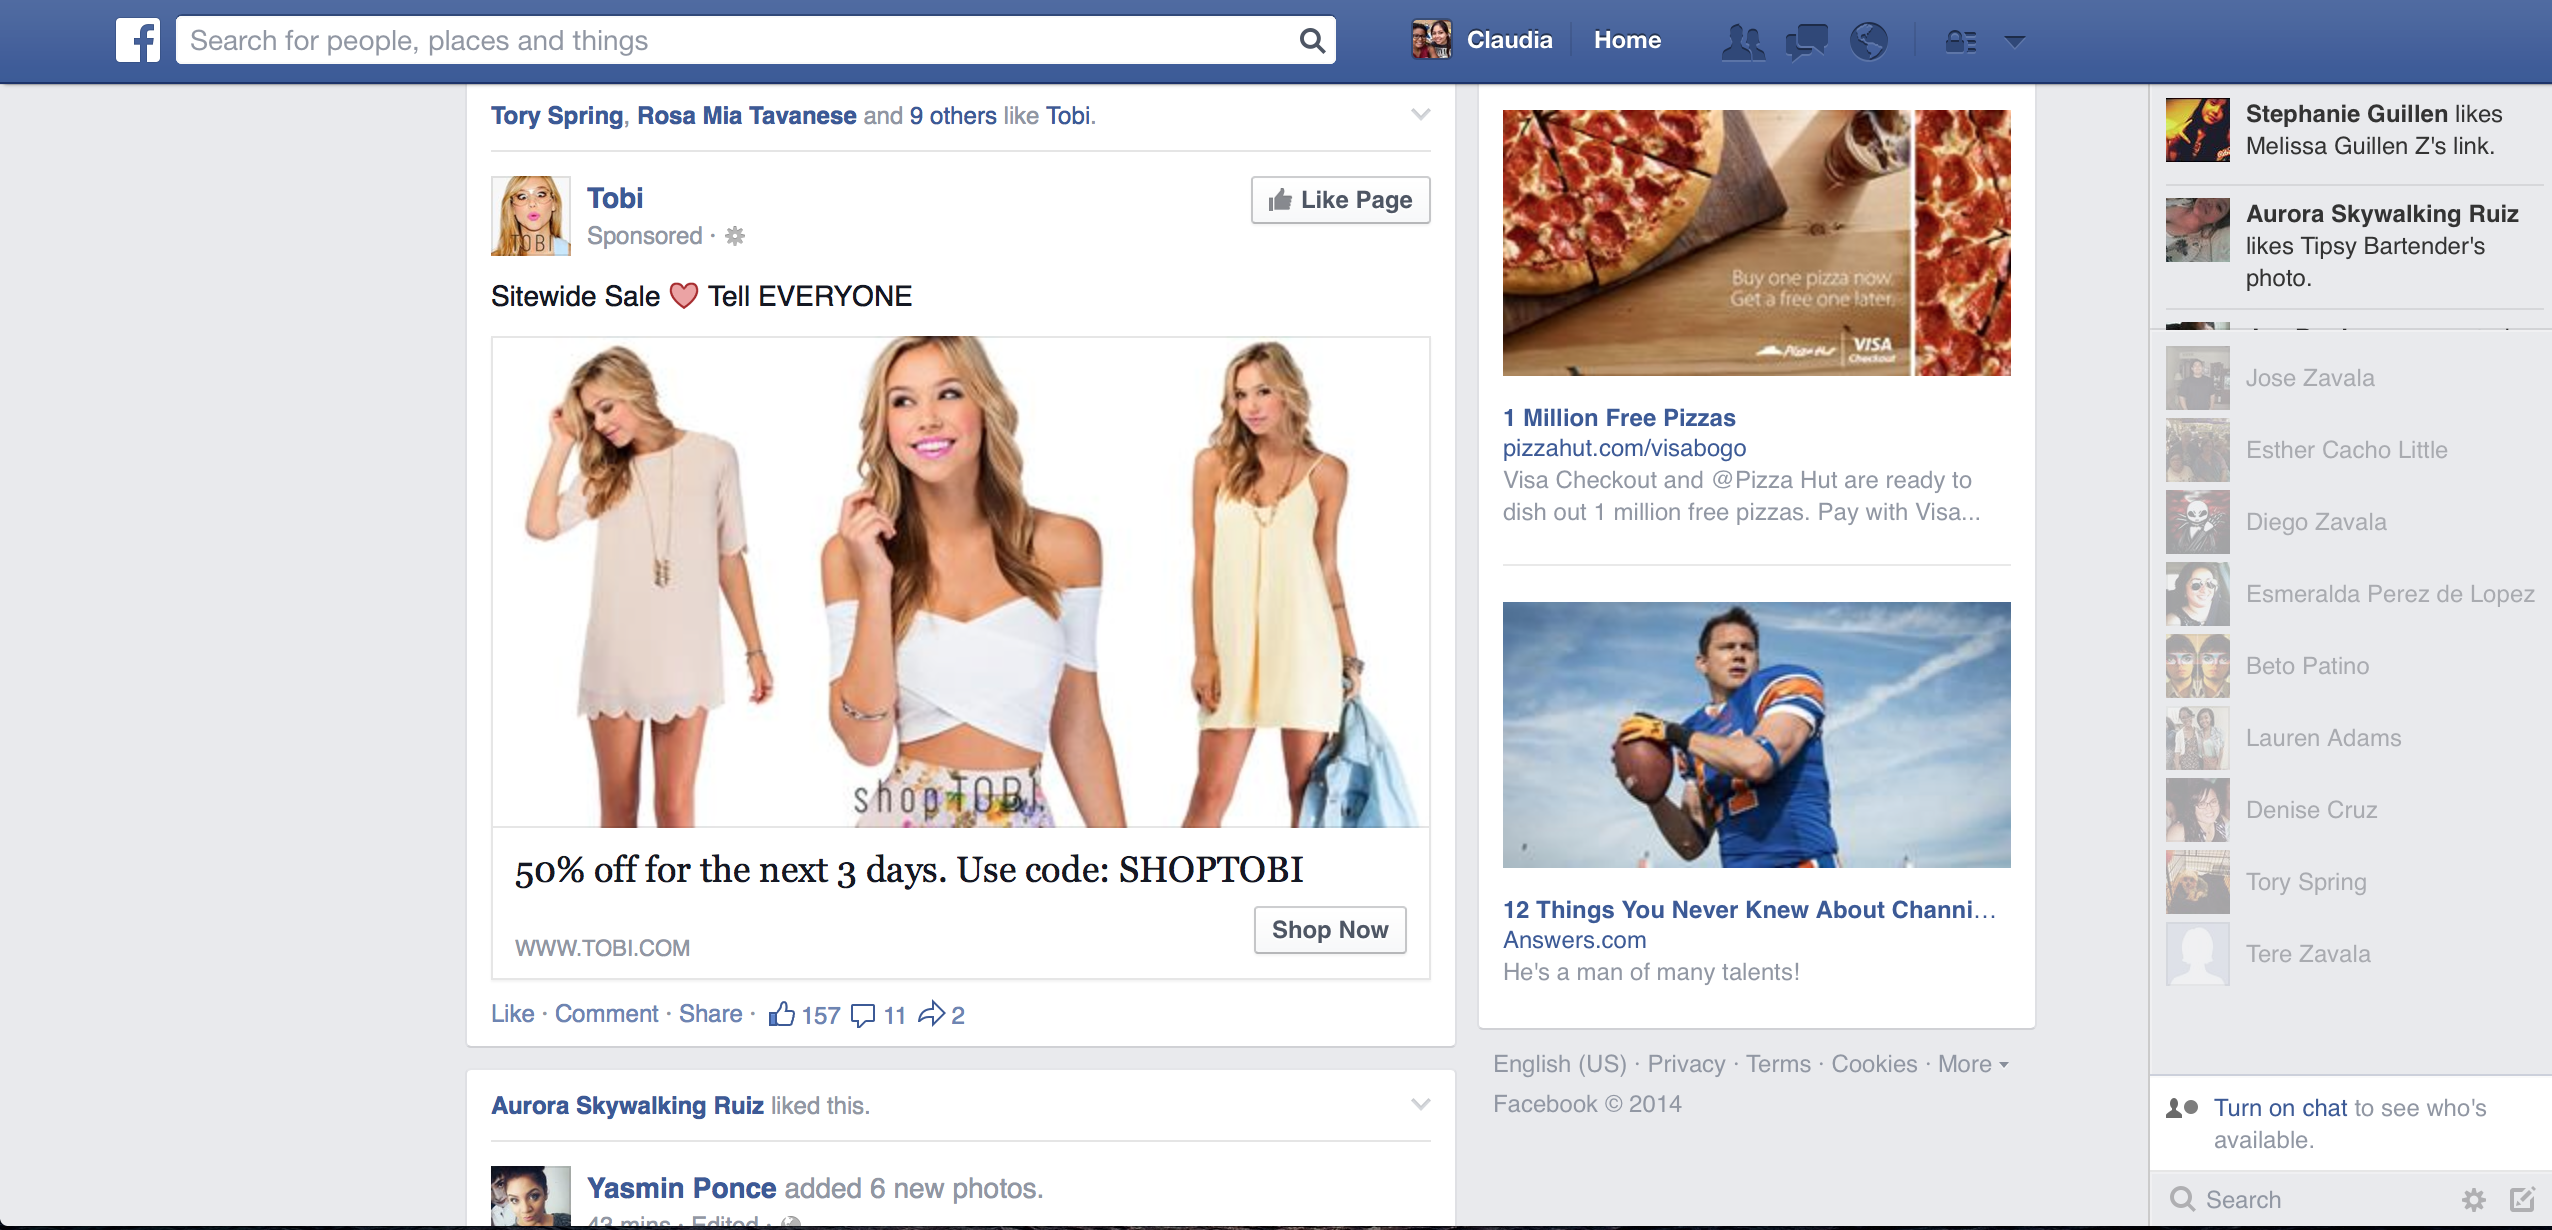 Search for people, places and things
Claudia
Home
Tory Spring, Rosa Mia Tavanese and 9 others like Tobi.
TOBI
Tobi
Sponsored ·
Like Page
Sitewide Sale ❤ Tell EVERYONE
shopTOBI
50% off for the next 3 days. Use code: SHOPTOBI
WWW.TOBI.COM
Shop Now
Like · Comment · Share · 157 11 2
Aurora Skywalking Ruiz liked this.
Yasmin Ponce added 6 new photos.
43 mins · Edited ·
Buy one pizza now.
Get a free one later.
Pizza Hut
VISA
Checkout
1 Million Free Pizzas
pizzahut.com/visabogo
Visa Checkout and @Pizza Hut are ready to
dish out 1 million free pizzas. Pay with Visa...
12 Things You Never Knew About Channi...
Answers.com
He's a man of many talents!
English (US) · Privacy · Terms · Cookies · More
Facebook © 2014
Stephanie Guillen likes
Melissa Guillen Z's link.
Aurora Skywalking Ruiz
likes Tipsy Bartender's
photo.
Jose Zavala
Esther Cacho Little
Diego Zavala
Esmeralda Perez de Lopez
Beto Patino
Lauren Adams
Denise Cruz
Tory Spring
Tere Zavala
Turn on chat to see who's
available.
Search